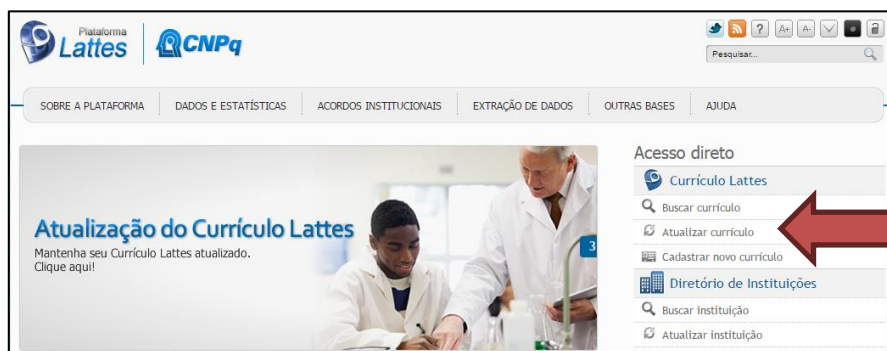 Plataforma
Lattes
CNPq
A+ A-
Pesquisar...
SOBRE A PLATAFORMA DADOS E ESTATÍSTICAS ACORDOS INSTITUCIONAIS EXTRAÇÃO DE DADOS OUTRAS BASES AJUDA
Atualização do Currículo Lattes
Mantenha seu Currículo Lattes atualizado.
Clique aqui!
3
Acesso direto
Currículo Lattes
Buscar currículo
Atualizar currículo
Cadastrar novo currículo
Diretório de Instituições
Buscar instituição
Atualizar instituição